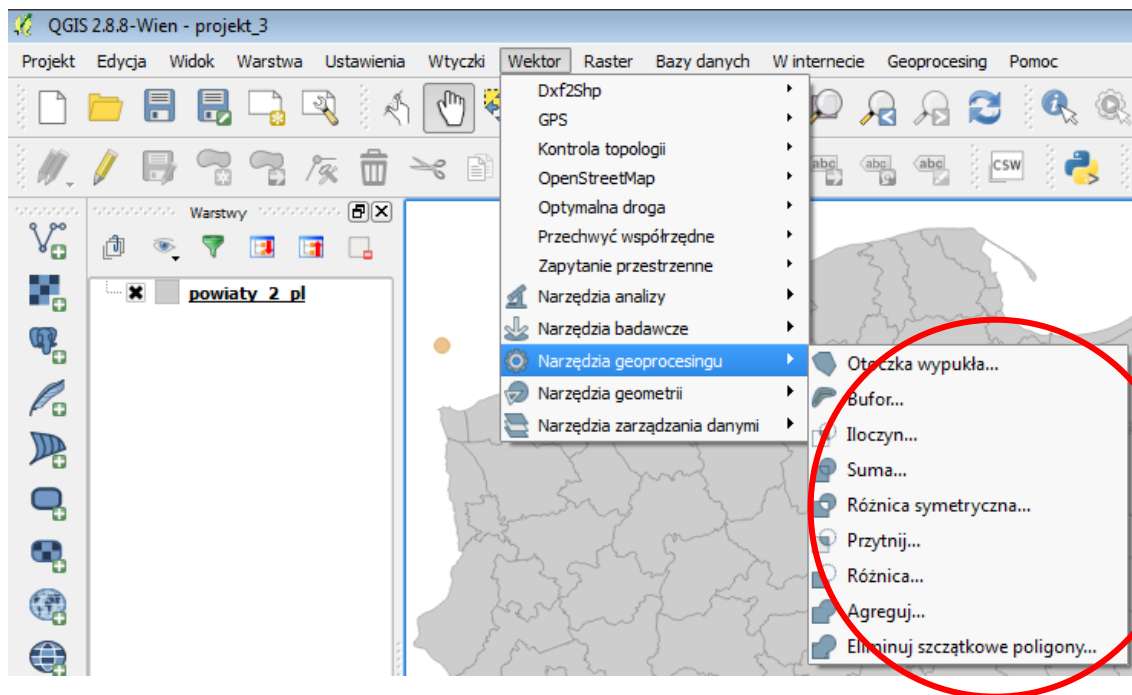 QGIS 2.8.8-Wien - projekt_3
Projekt Edycja Widok Warstwa Ustawienia Wtyczki Wektor Raster Bazy danych W internecie Geoprocesing Pomoc
Dxf2Shp
GPS
Kontrola topologii
OpenStreetMap
Optymalna droga
Przechwyć współrzędne
Zapytanie przestrzenne
Narzędzia analizy
Narzędzia badawcze
Narzędzia geoprocesingu
Narzędzia geometrii
Narzędzia zarządzania danymi
abc abc abc CSW
Warstwy
powiaty_2_pl
Otoczka wypukła...
Bufor...
Iloczyn...
Suma...
Różnica symetryczna...
Przytnij...
Różnica...
Agreguj...
Eliminuj szczątkowe poligony...